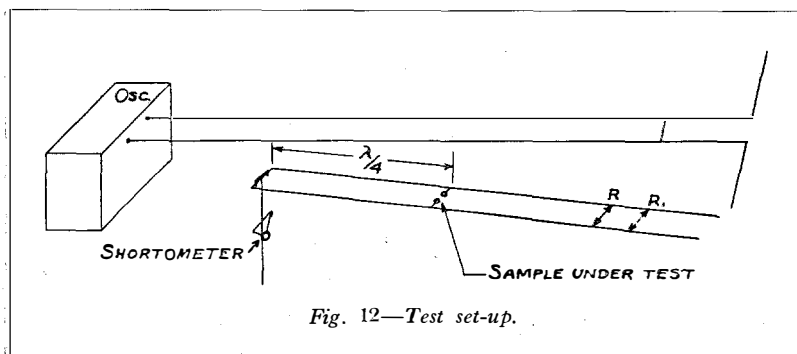 Osc.
λ/4
R R₁
SHORTOMETER
SAMPLE UNDER TEST
Fig. 12—Test set-up.